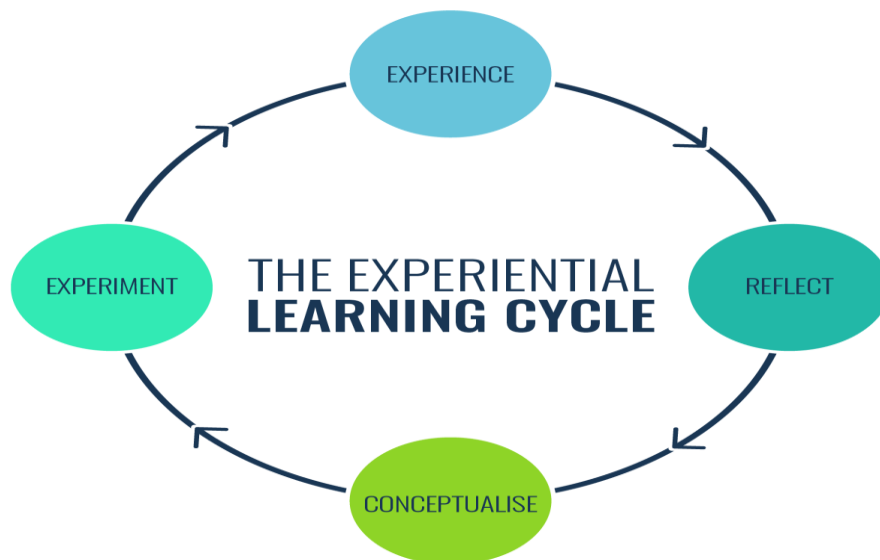 EXPERIENCE
EXPERIMENT
THE EXPERIENTIAL
LEARNING CYCLE
REFLECT
CONCEPTUALISE